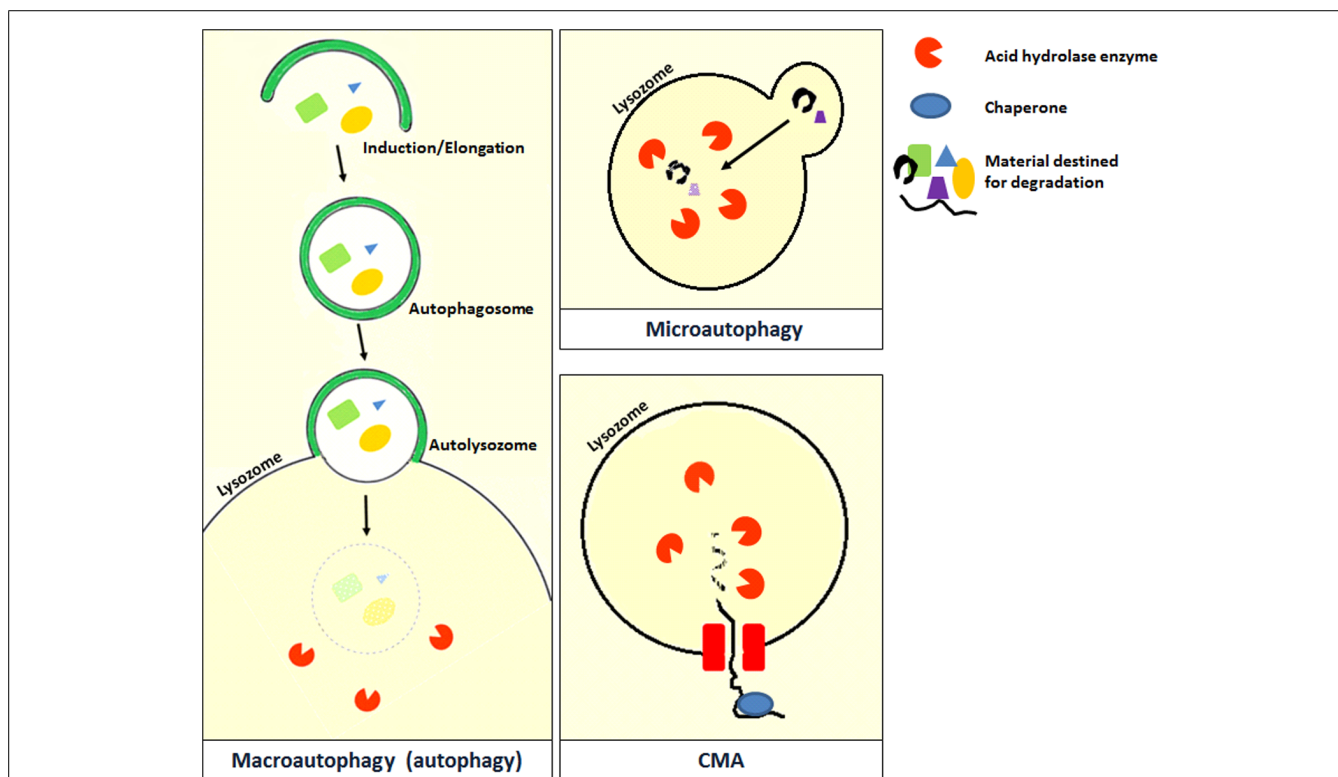 Induction/Elongation
Autophagosome
Autolysozome
Lysozome
Macroautophagy (autophagy)
Lysozome
Microautophagy
Lysozome
CMA
Acid hydrolase enzyme
Chaperone
Material destined
for degradation